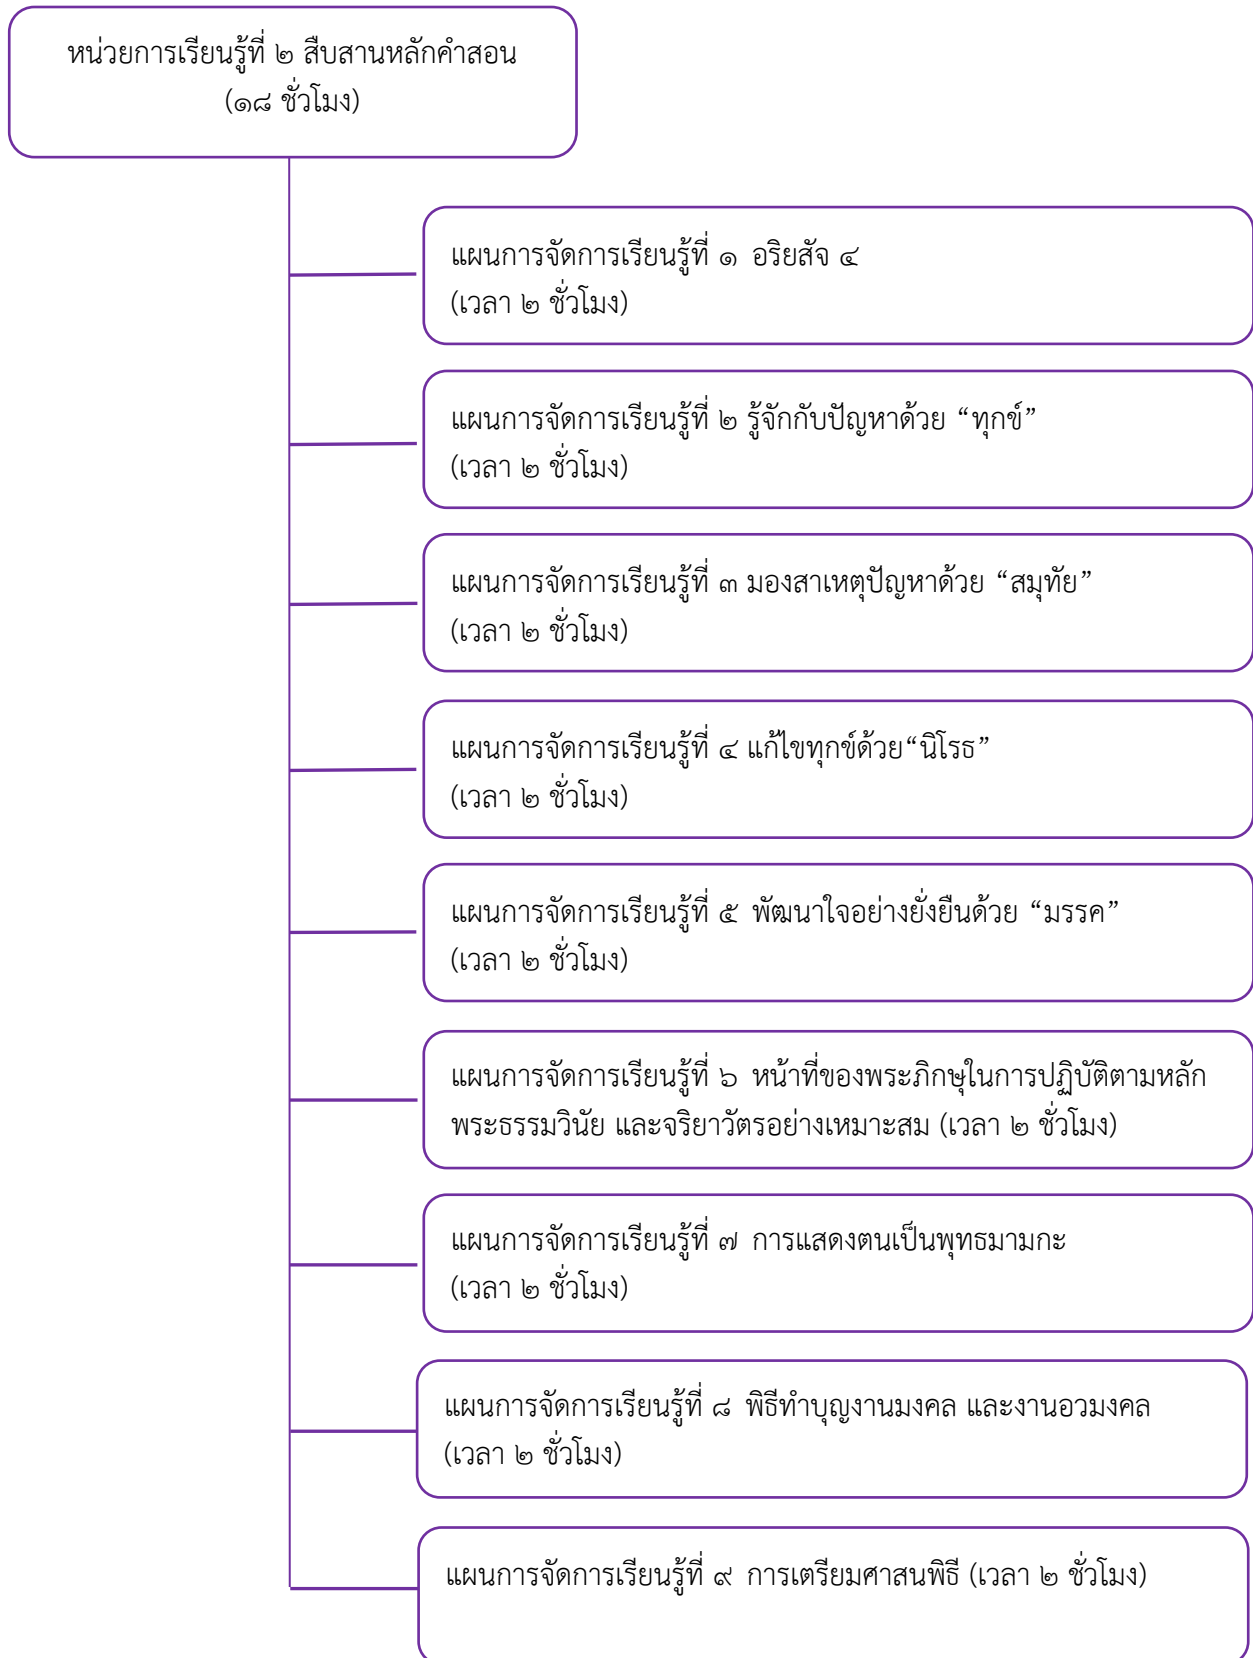 หน่วยการเรียนรู้ที่ ๒ สืบสานหลักคำสอน
(๑๘ ชั่วโมง)
แผนการจัดการเรียนรู้ที่ ๑ อริยสัจ ๔
(เวลา ๒ ชั่วโมง)
แผนการจัดการเรียนรู้ที่ ๒ รู้จักกับปัญหาด้วย “ทุกข์”
(เวลา ๒ ชั่วโมง)
แผนการจัดการเรียนรู้ที่ ๓ มองสาเหตุปัญหาด้วย “สมุทัย”
(เวลา ๒ ชั่วโมง)
แผนการจัดการเรียนรู้ที่ ๔ แก้ไขทุกข์ด้วย“นิโรธ”
(เวลา ๒ ชั่วโมง)
แผนการจัดการเรียนรู้ที่ ๕ พัฒนาใจอย่างยั่งยืนด้วย “มรรค”
(เวลา ๒ ชั่วโมง)
แผนการจัดการเรียนรู้ที่ ๖ หน้าที่ของพระภิกษุในการปฏิบัติตามหลัก
พระธรรมวินัย และจริยาวัตรอย่างเหมาะสม (เวลา ๒ ชั่วโมง)
แผนการจัดการเรียนรู้ที่ ๗ การแสดงตนเป็นพุทธมามกะ
(เวลา ๒ ชั่วโมง)
แผนการจัดการเรียนรู้ที่ ๘ พิธีทำบุญงานมงคล และงานอวมงคล
(เวลา ๒ ชั่วโมง)
แผนการจัดการเรียนรู้ที่ ๙ การเตรียมศาสนพิธี (เวลา ๒ ชั่วโมง)